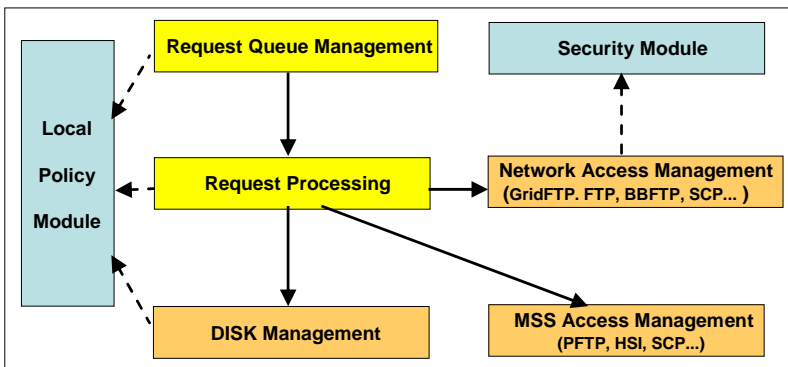 Request Queue Management
Security Module
Local
Policy
Module
Request Processing
Network Access Management
(GridFTP. FTP, BBFTP, SCP... )
DISK Management
MSS Access Management
(PFTP, HSI, SCP...)